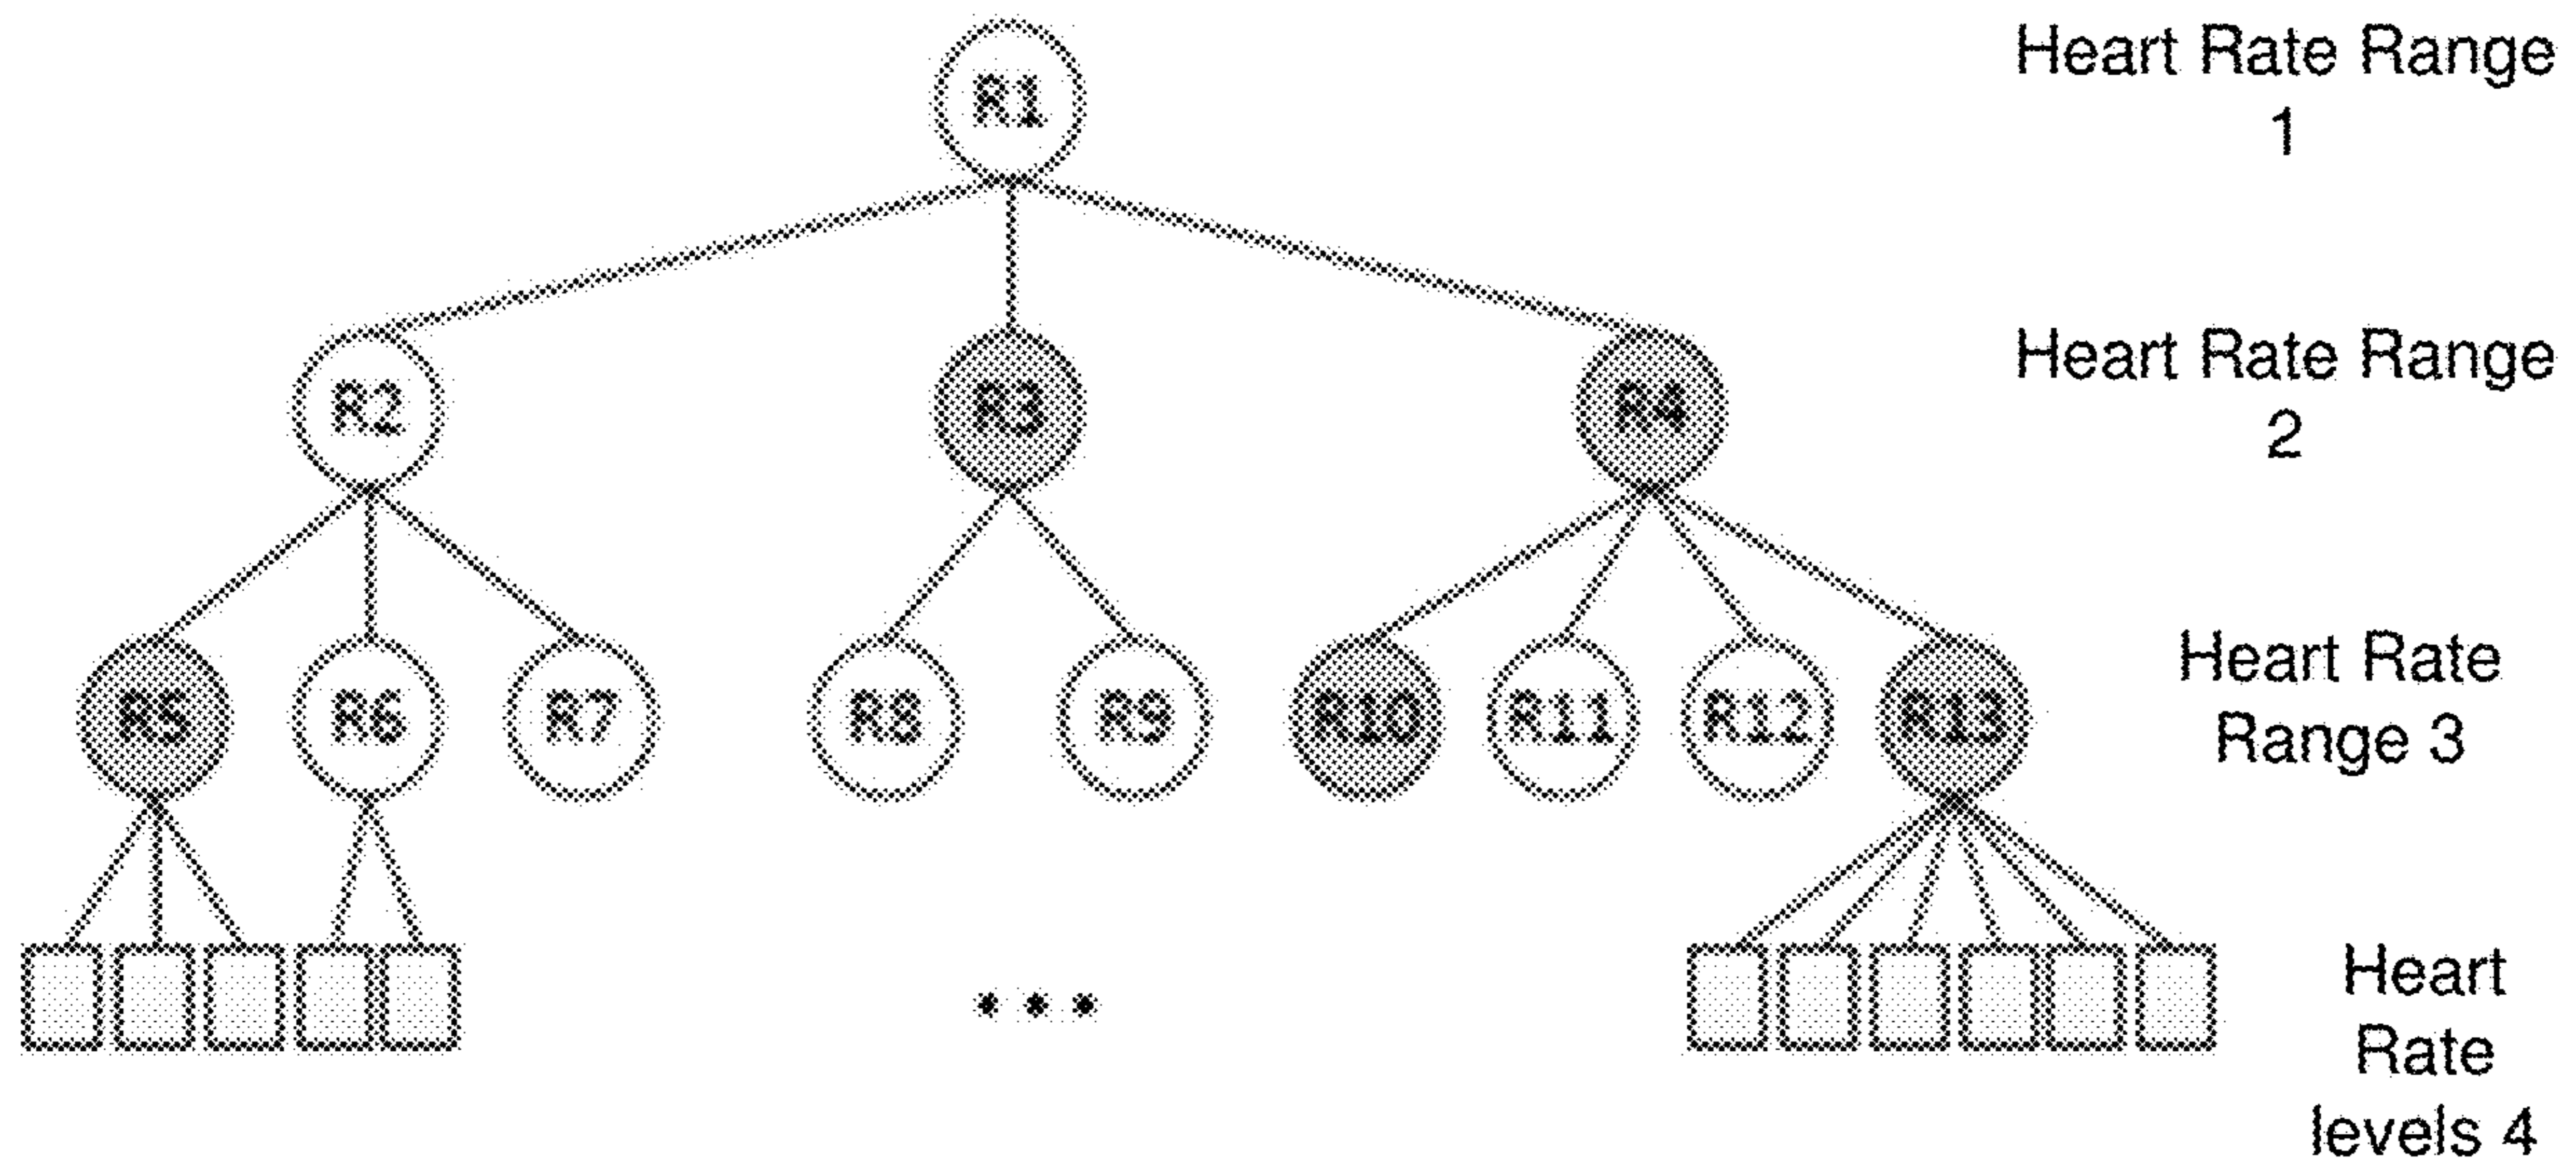 R1
Heart Rate Range
1
R2
R3
R4
Heart Rate Range
2
R5
R6
R7
R8
R9
R10
R11
R12
R13
Heart Rate
Range 3
...
Heart
Rate
levels 4